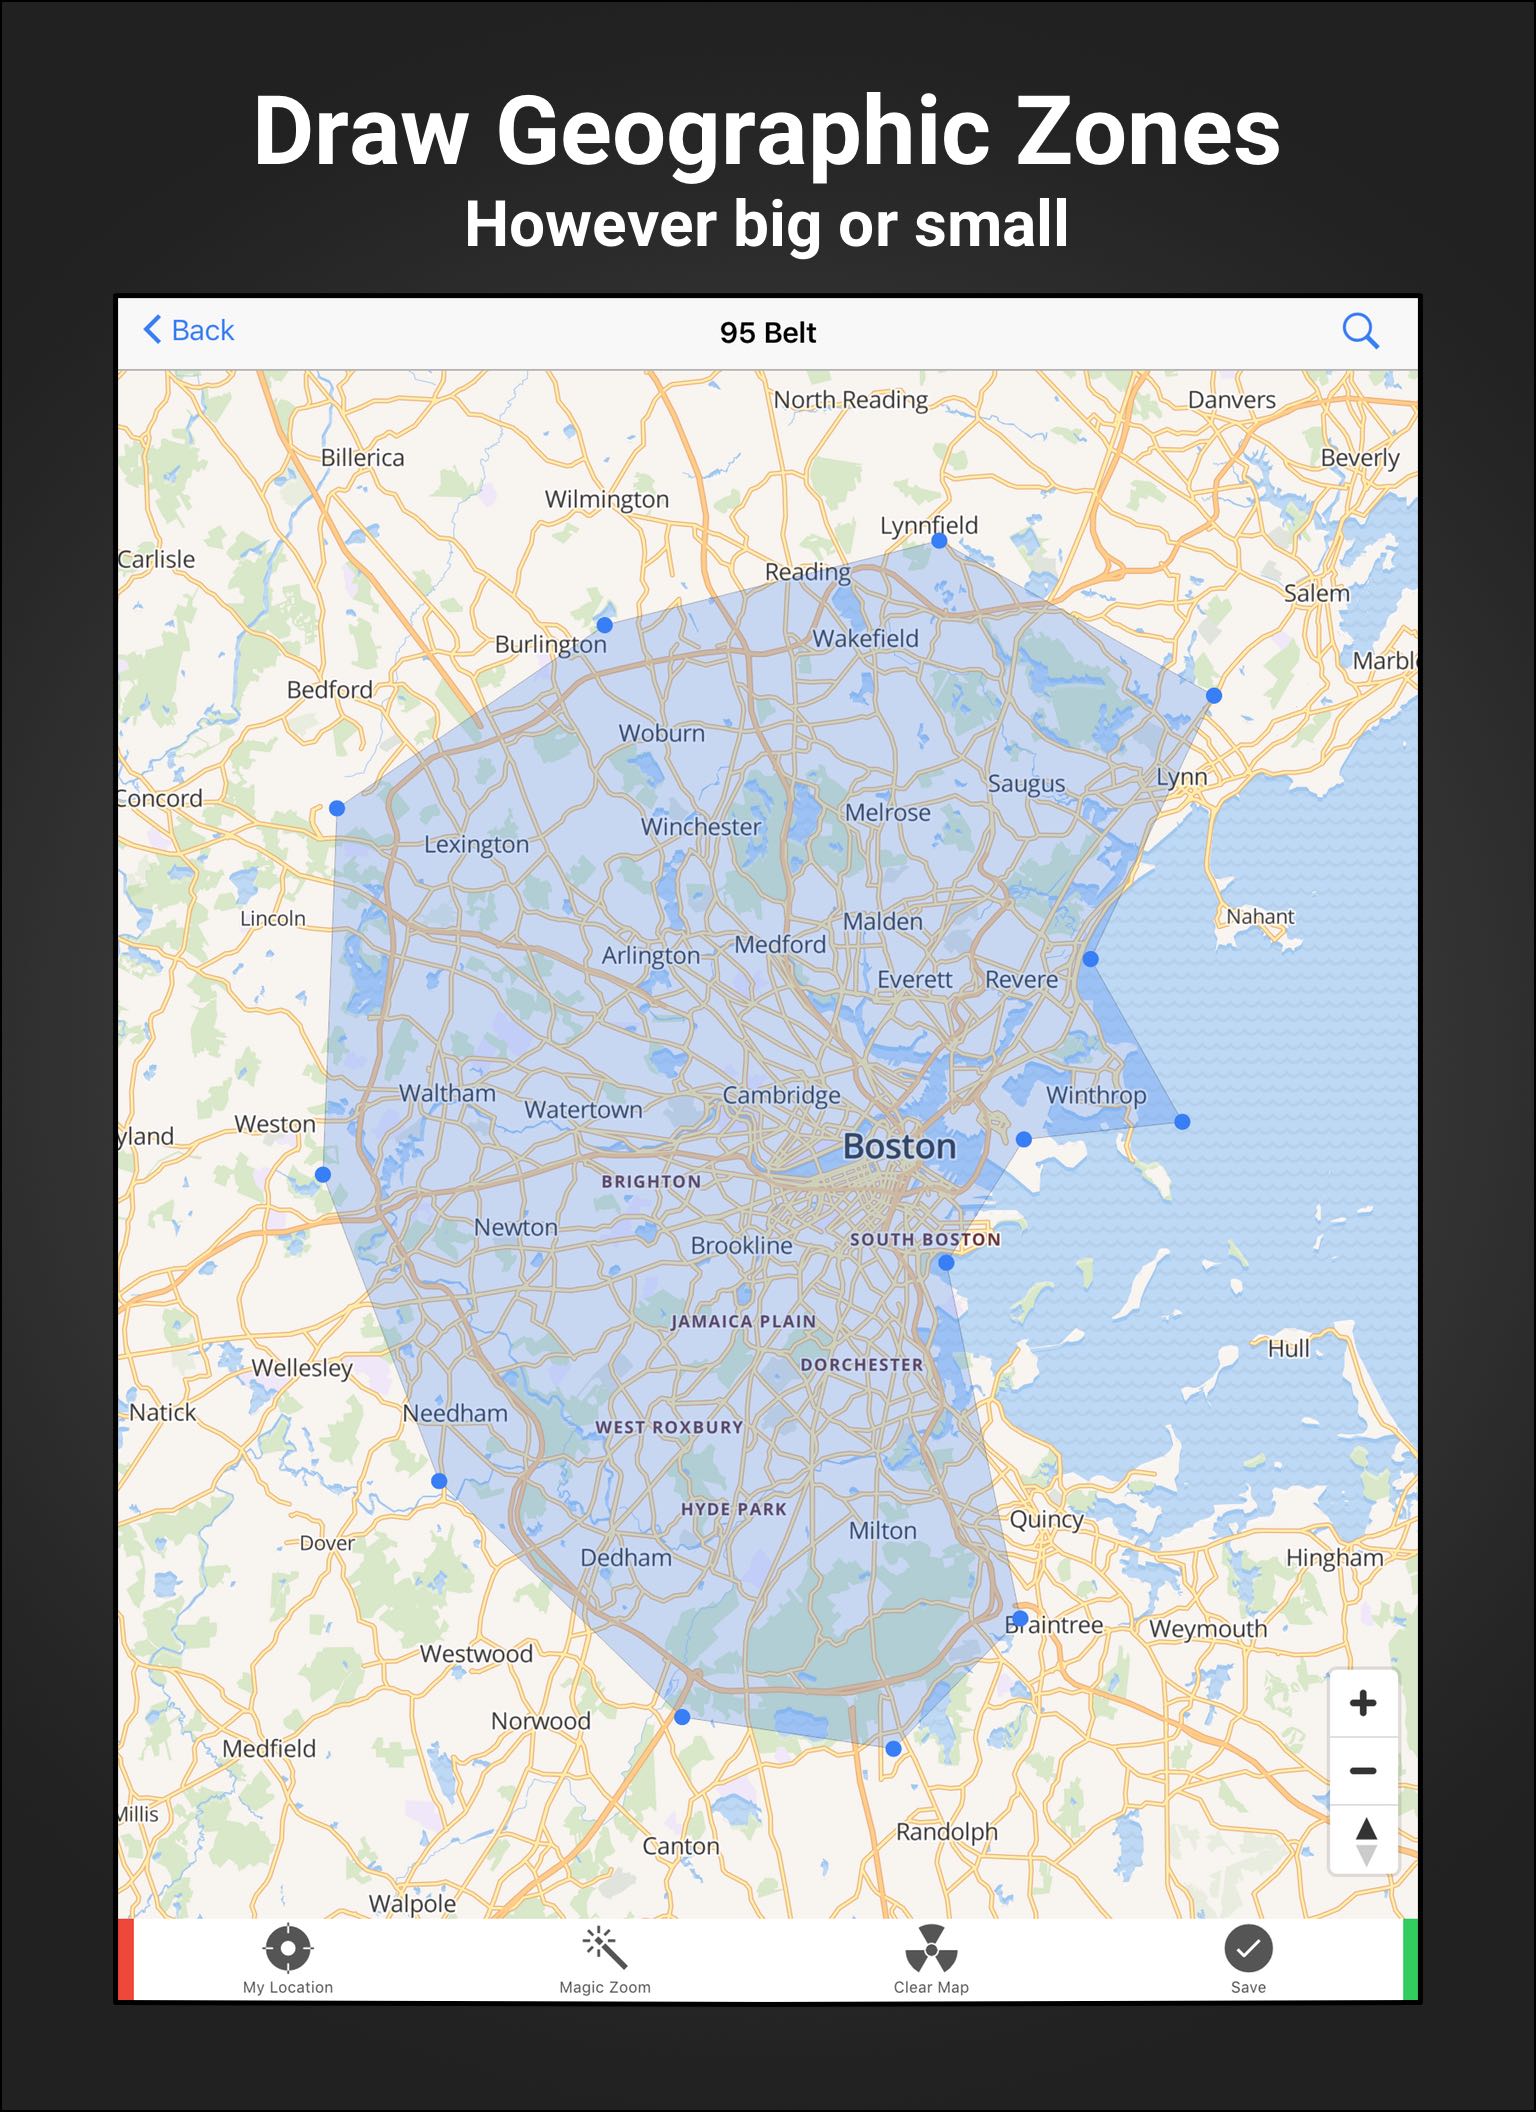 Draw Geographic Zones
However big or small
Back
95 Belt
North Reading
Danvers
Billerica
Beverly
Wilmington
Lynnfield
Carlisle
Reading
Salem
Burlington
Wakefield
Marble
Bedford
Woburn
Lynn
Saugus
Concord
Melrose
Winchester
Lexington
Lincoln
Nahant
Malden
Medford
Arlington
Everett
Revere
Waltham
Cambridge
Winthrop
Watertown
Weston
yland
Boston
BRIGHTON
Newton
SOUTH BOSTON
Brookline
JAMAICA PLAIN
Hull
DORCHESTER
Wellesley
Natick
Needham
WEST ROXBURY
HYDE PARK
Quincy
Milton
Dover
Dedham
Hingham
Braintree
Weymouth
Westwood
Norwood
Medfield
Millis
Randolph
Canton
Walpole
My Location
Magic Zoom
Clear Map
Save